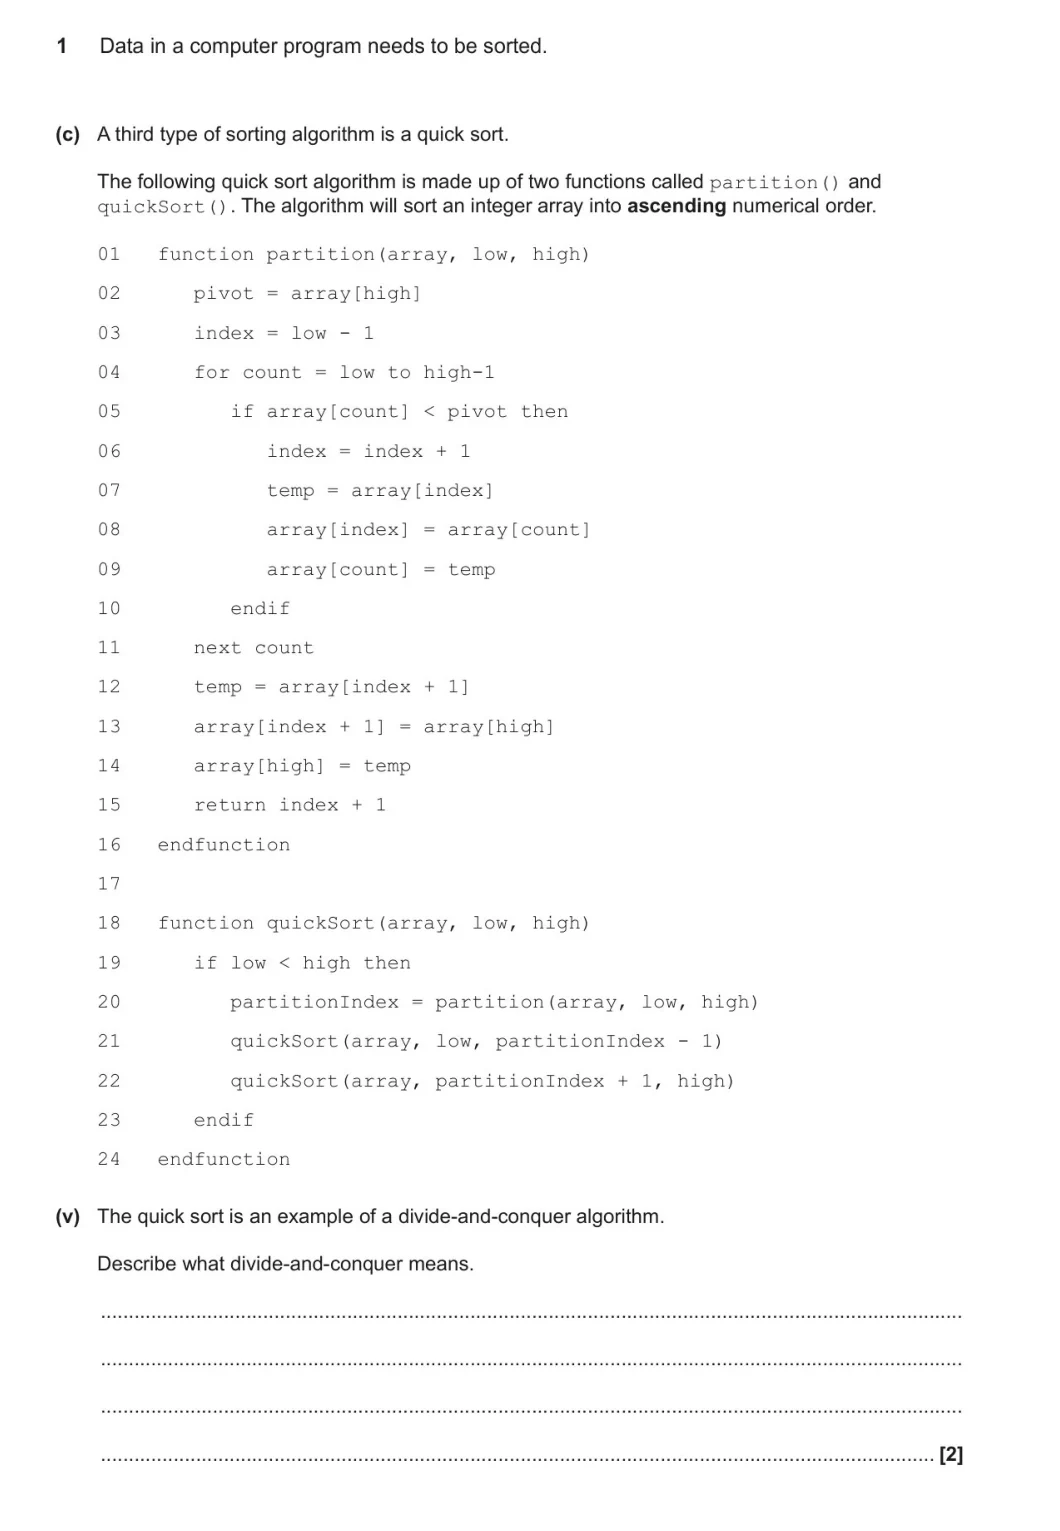 1 Data in a computer program needs to be sorted.
(c) A third type of sorting algorithm is a quick sort.
The following quick sort algorithm is made up of two functions called partition() and
quickSort(). The algorithm will sort an integer array into ascending numerical order.
01 function partition(array, low, high)
02 pivot = array[high]
03 index = low - 1
04 for count = low to high-1
05 if array[count] < pivot then
06 index = index + 1
07 temp = array[index]
08 array[index] = array[count]
09 array[count] = temp
10 endif
11 next count
12 temp = array[index + 1]
13 array[index + 1] = array[high]
14 array[high] = temp
15 return index + 1
16 endfunction
17
18 function quickSort(array, low, high)
19 if low < high then
20 partitionIndex = partition(array, low, high)
21 quickSort(array, low, partitionIndex - 1)
22 quickSort(array, partitionIndex + 1, high)
23 endif
24 endfunction
(v) The quick sort is an example of a divide-and-conquer algorithm.
Describe what divide-and-conquer means.
[2]